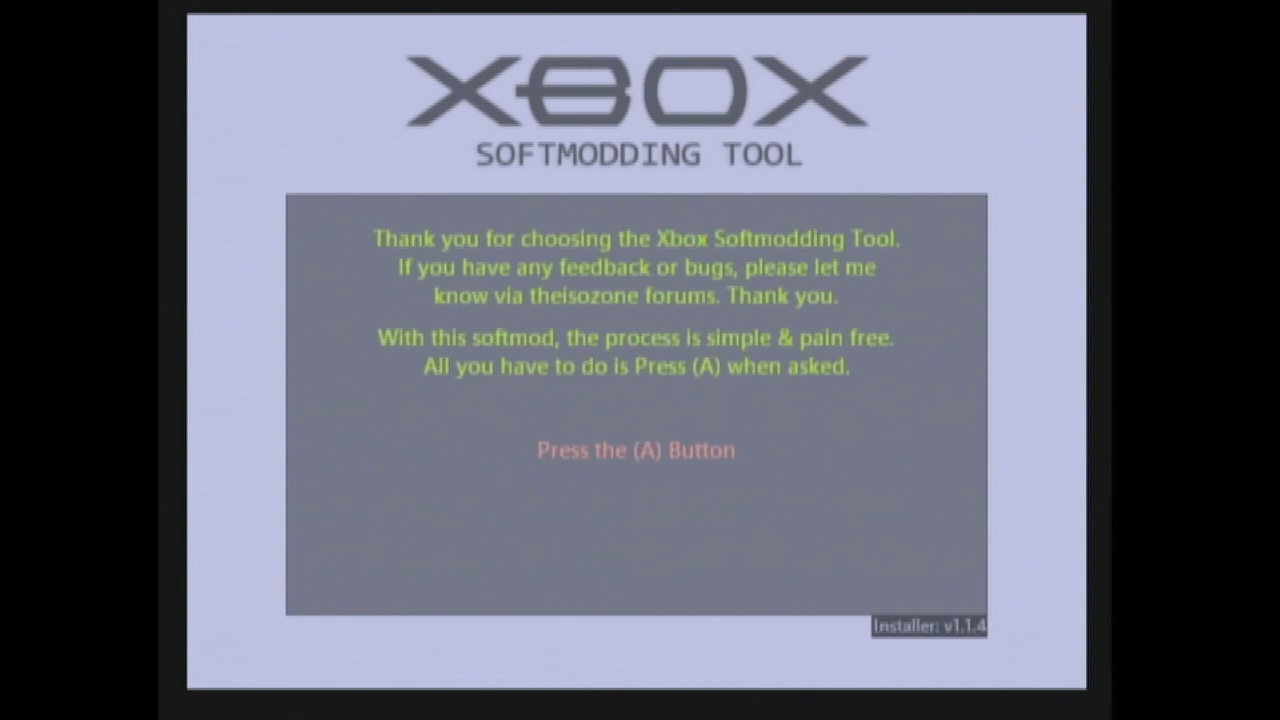 XBOX
SOFTMODDING TOOL
Thank you for choosing the Xbox Softmodding Tool.
If you have any feedback or bugs, please let me
know via theisozone forums. Thank you.
With this softmod, the process is simple & pain free.
All you have to do is Press (A) when asked.
Press the (A) Button
Installer: v1.1.4